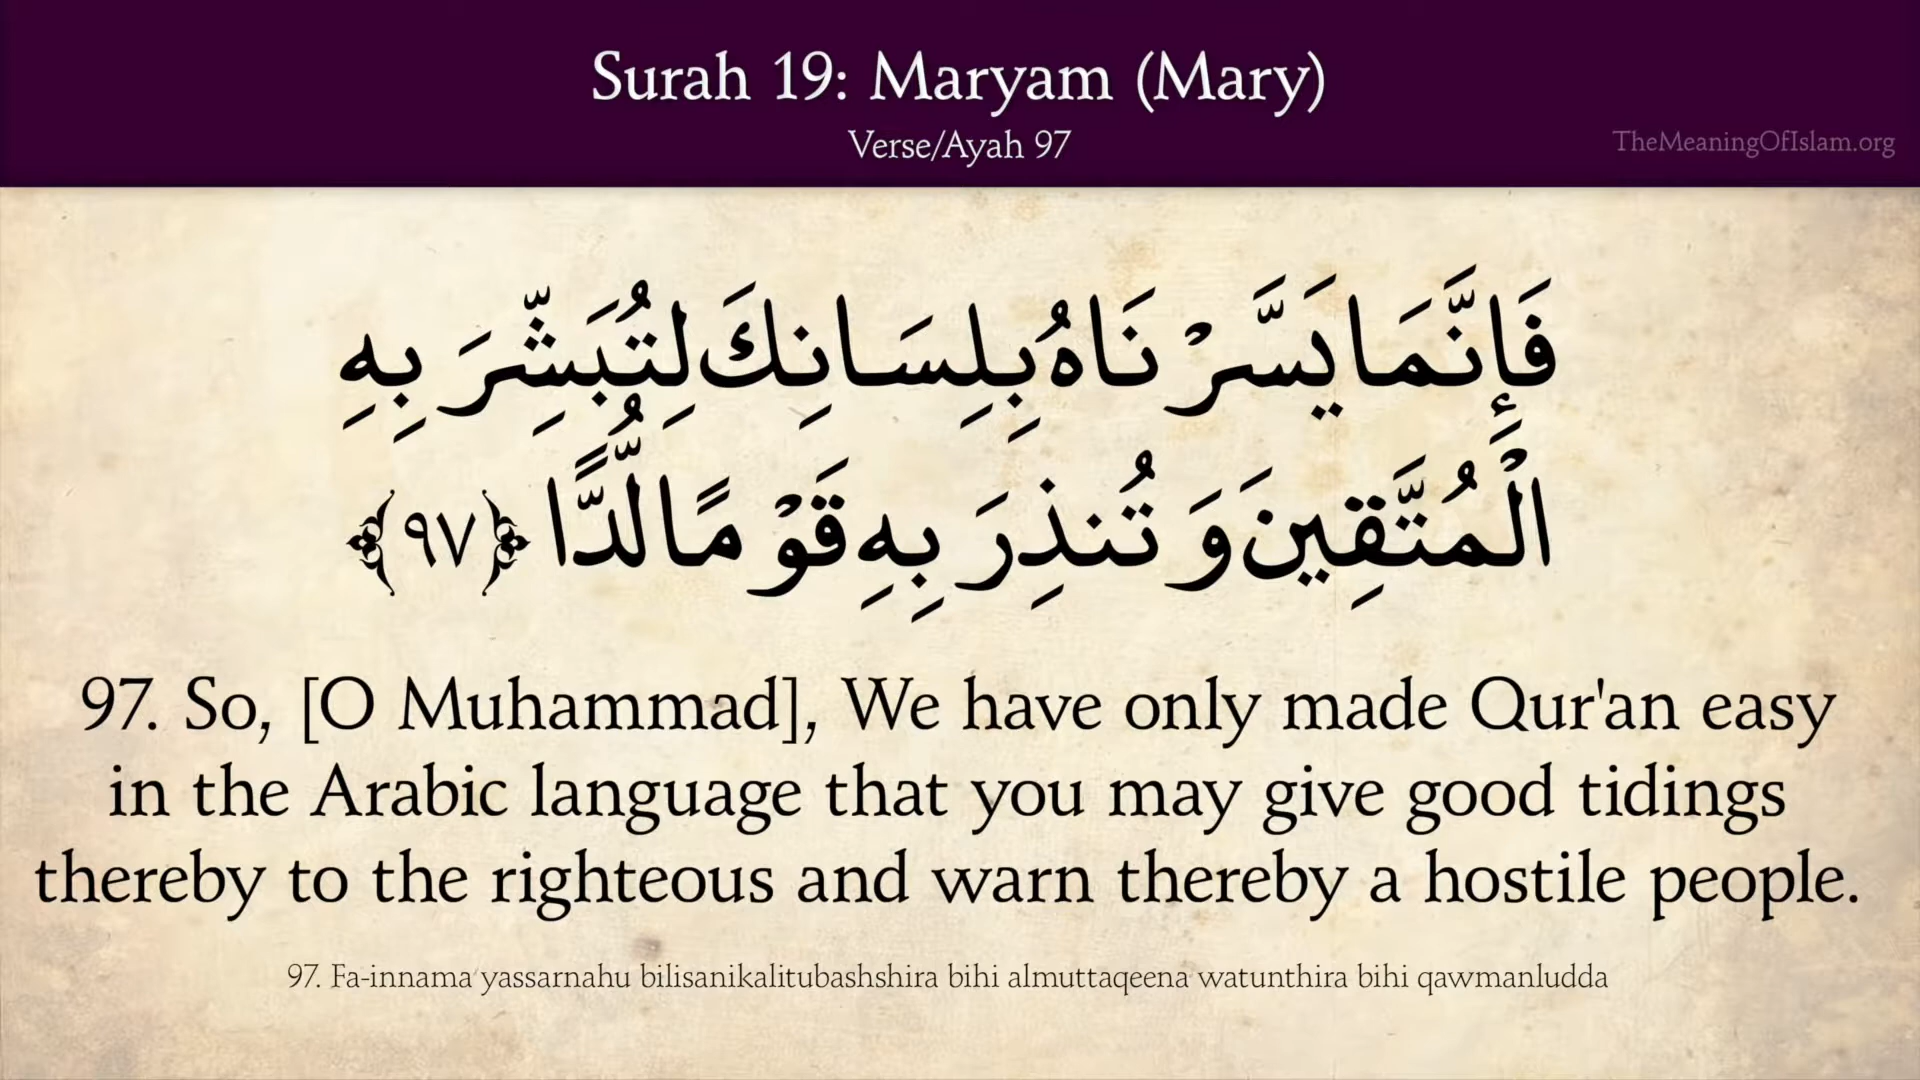 Surah 19: Maryam (Mary)
Verse/Ayah 97
TheMeaningOfIslam.org
فَإِنَّمَا يَسَّرْنَاهُ بِلِسَانِكَ لِتُبَشِّرَ بِهِ
الْمُتَّقِينَ وَتُنذِرَ بِهِ قَوْمًا لُّدًّا ﴿٩٧﴾
97. So, [O Muhammad], We have only made Qur'an easy
in the Arabic language that you may give good tidings
thereby to the righteous and warn thereby a hostile people.
97. Fa-innama yassarnahu bilisanikalitubashshira bihi almuttaqeena watunthira bihi qawmanludda